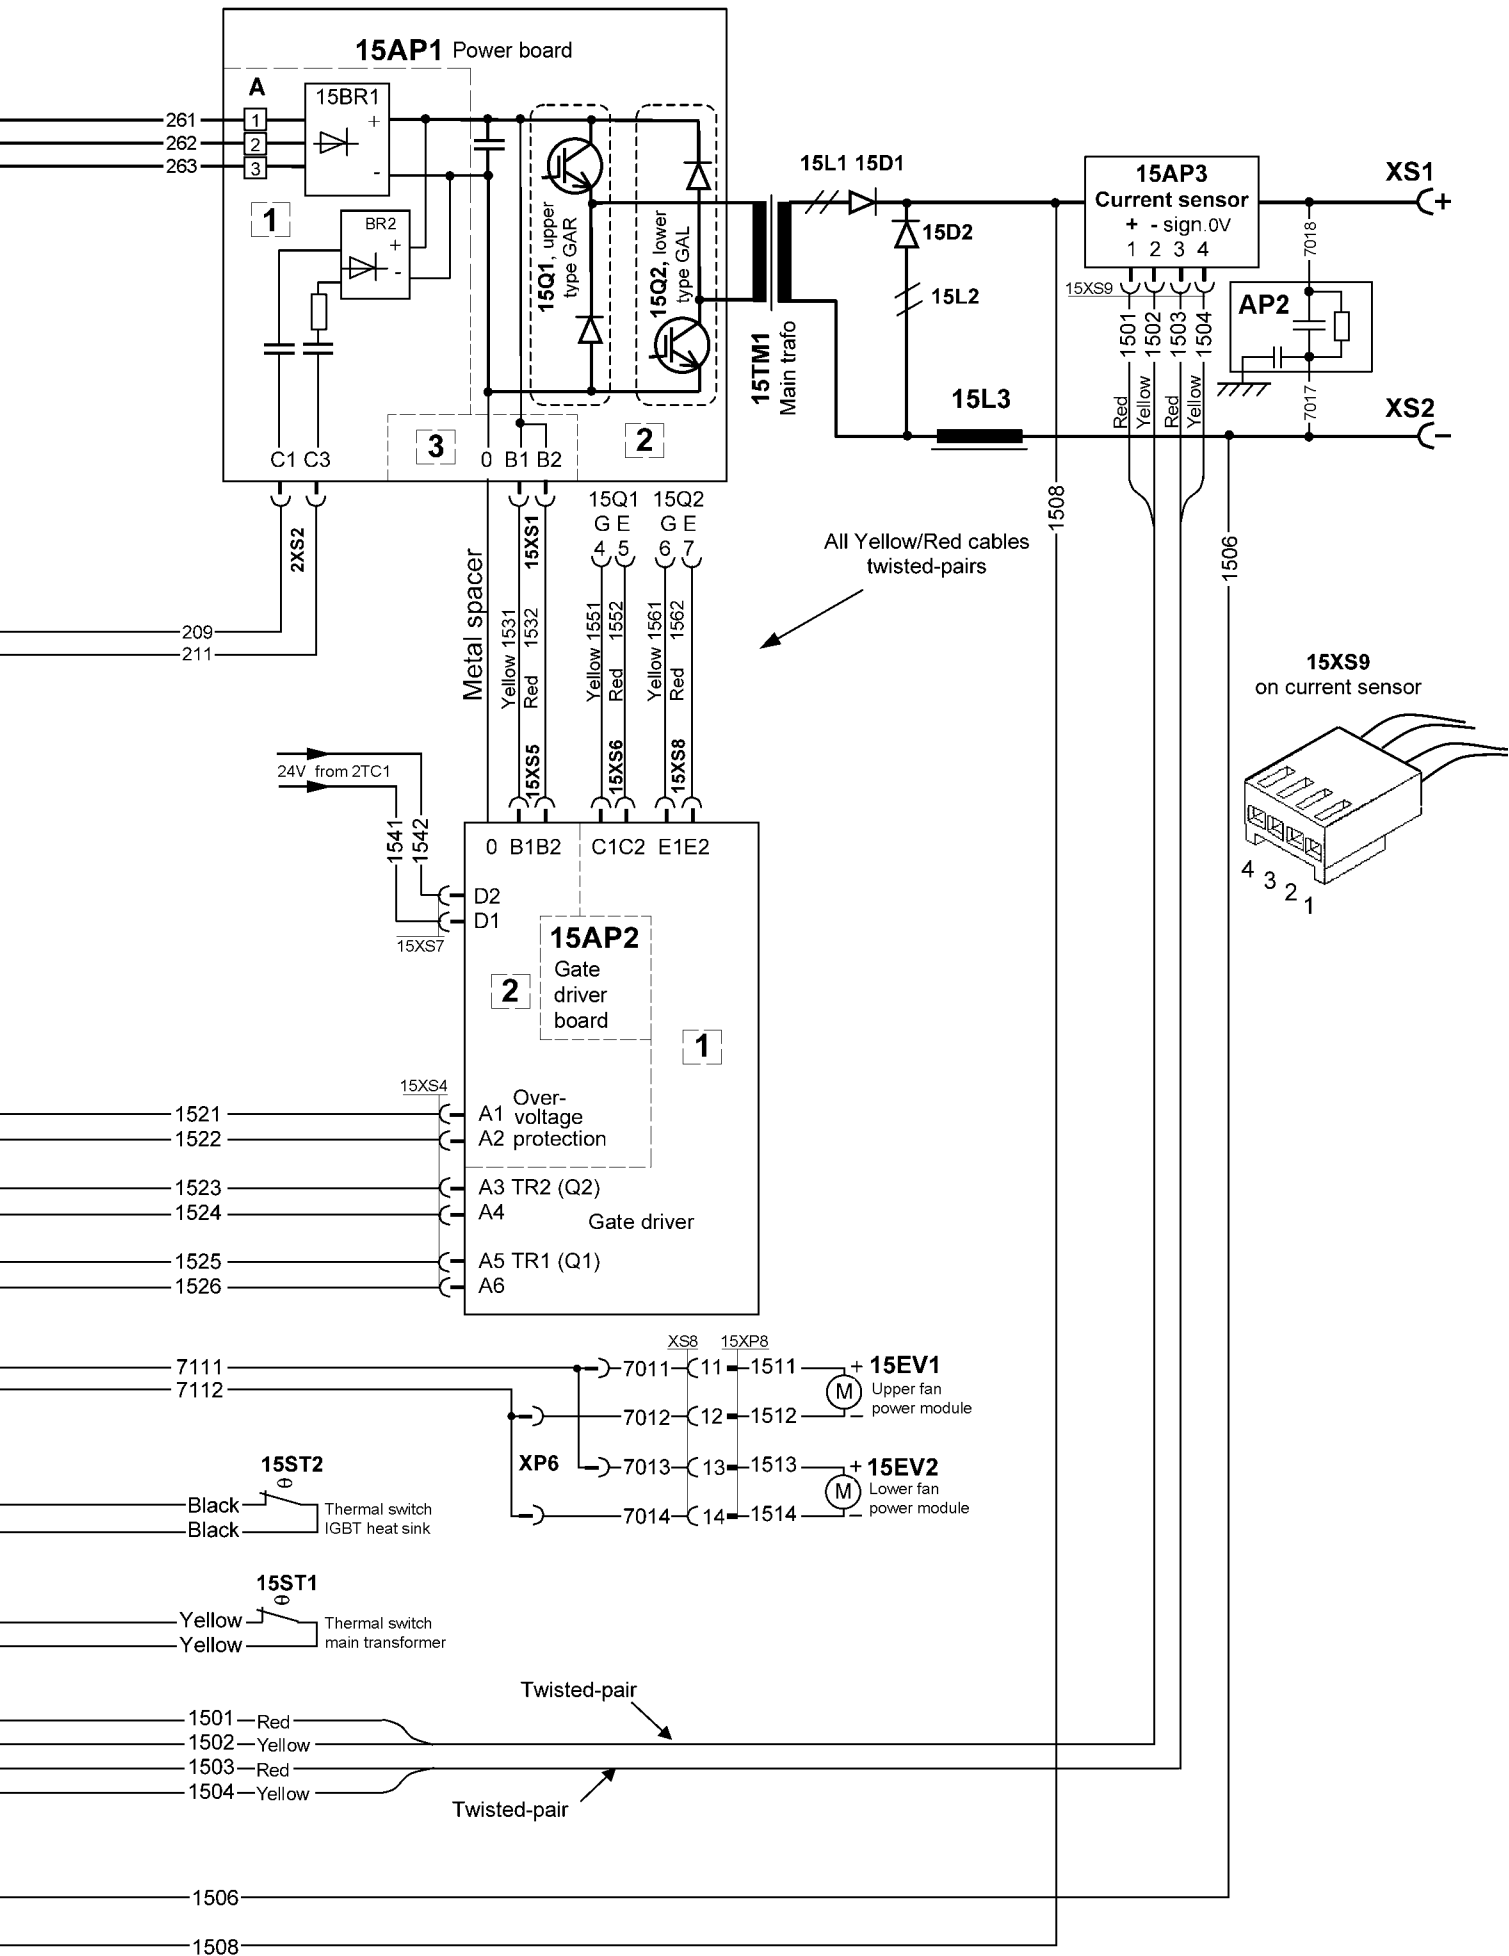 15AP1 Power board
A
15BR1
+
-
261
262
263
1
2
3
1
BR2
+
-
15Q1, upper
type GAR
15Q2, lower
type GAL
3
2
C1 C3
0 B1 B2
2XS2
209
211
15TM1
Main trafo
15L1 15D1
15D2
15L2
15L3
15AP3
Current sensor
+ - sign. 0V
1 2 3 4
15XS9
1501
1502
1503
1504
Red
Yellow
Red
Yellow
XS1
+
7018
AP2
7017
XS2
-
1508
1506
Metal spacer
15XS1
Yellow 1531
Red 1532
15XS5
15Q1
G E
4 5
Yellow 1551
Red 1552
15XS6
15Q2
G E
6 7
Yellow 1561
Red 1562
15XS8
All Yellow/Red cables
twisted-pairs
15XS9
on current sensor
4 3 2 1
24V from 2TC1
1541
1542
15XS7
0 B1B2 C1C2 E1E2
D2
D1
15AP2
Gate
driver
board
2
1
15XS4
1521
1522
1523
1524
1525
1526
A1 Over-
voltage
A2 protection
A3 TR2 (Q2)
A4
Gate driver
A5 TR1 (Q1)
A6
7111
7112
XS8 15XP8
7011 11 1511
7012 12 1512
7013 13 1513
7014 14 1514
XP6
M
+ 15EV1
Upper fan
power module
–
M
+ 15EV2
Lower fan
power module
–
15ST2
θ
Black
Black
Thermal switch
IGBT heat sink
15ST1
θ
Yellow
Yellow
Thermal switch
main transformer
Twisted-pair
1501 Red
1502 Yellow
1503 Red
1504 Yellow
Twisted-pair
1506
1508